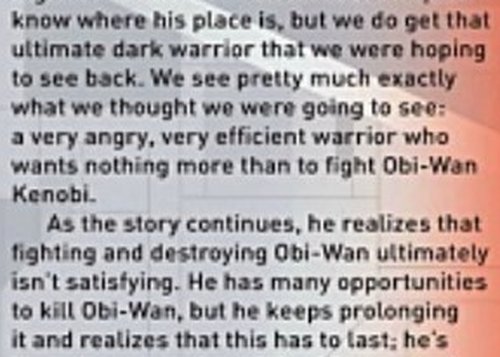 know where his place is, but we do get that
ultimate dark warrior that we were hoping
to see back. We see pretty much exactly
what we thought we were going to see:
a very angry, very efficient warrior who
wants nothing more than to fight Obi-Wan
Kenobi.
As the story continues, he realizes that
fighting and destroying Obi-Wan ultimately
isn't satisfying. He has many opportunities
to kill Obi-Wan, but he keeps prolonging
it and realizes that this has to last; he's